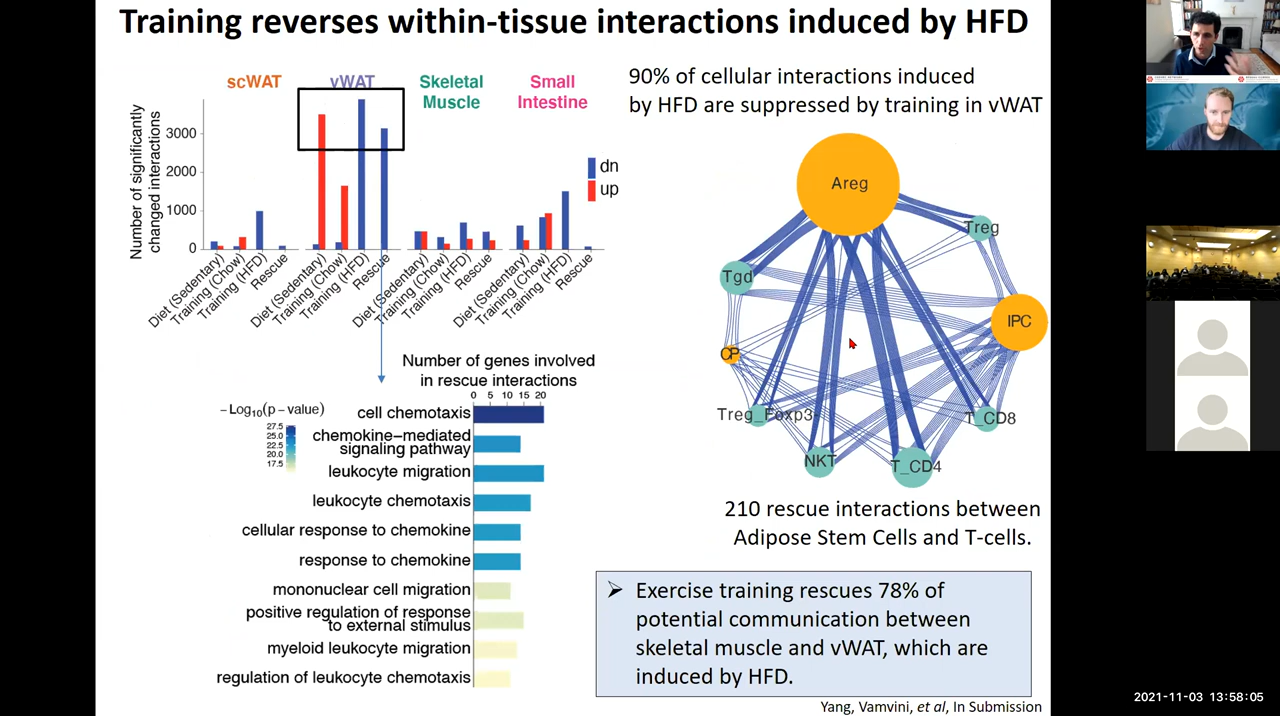 Training reverses within-tissue interactions induced by HFD
scWAT
vWAT
Skeletal
Muscle
Small
Intestine
Number of significantly
changed interactions
3000
2000
1000
0
dn
up
Diet (Sedentary)
Training (Chow)
Training (HFD)
Rescue
Diet (Sedentary)
Training (Chow)
Training (HFD)
Rescue
Diet (Sedentary)
Training (Chow)
Training (HFD)
Rescue
Diet (Sedentary)
Training (Chow)
Training (HFD)
Rescue
90% of cellular interactions induced
by HFD are suppressed by training in vWAT
Areg
Treg
Tgd
IPC
CP
Treg_Foxp3-
T_CD8
NKT
T_CD4
210 rescue interactions between
Adipose Stem Cells and T-cells.
Number of genes involved
in rescue interactions
0 5 10 15 20
−Log10(p−value)
27.5
25.0
22.5
20.0
17.5
cell chemotaxis
chemokine−mediated
signaling pathway
leukocyte migration
leukocyte chemotaxis
cellular response to chemokine
response to chemokine
mononuclear cell migration
positive regulation of response
to external stimulus
myeloid leukocyte migration
regulation of leukocyte chemotaxis
➢ Exercise training rescues 78% of
potential communication between
skeletal muscle and vWAT, which are
induced by HFD.
Yang, Vamvini, et al, In Submission
2021-11-03 13:58:05